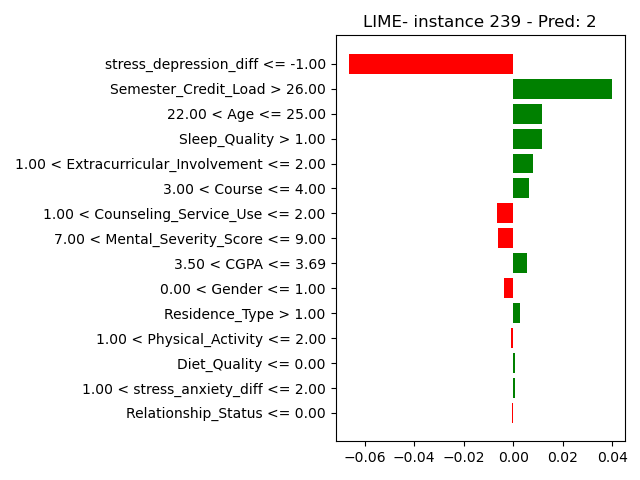 LIME- instance 239 - Pred: 2
stress_depression_diff <= -1.00
Semester_Credit_Load > 26.00
22.00 < Age <= 25.00
Sleep_Quality > 1.00
1.00 < Extracurricular_Involvement <= 2.00
3.00 < Course <= 4.00
1.00 < Counseling_Service_Use <= 2.00
7.00 < Mental_Severity_Score <= 9.00
3.50 < CGPA <= 3.69
0.00 < Gender <= 1.00
Residence_Type > 1.00
1.00 < Physical_Activity <= 2.00
Diet_Quality <= 0.00
1.00 < stress_anxiety_diff <= 2.00
Relationship_Status <= 0.00
−0.06 −0.04 −0.02 0.00 0.02 0.04